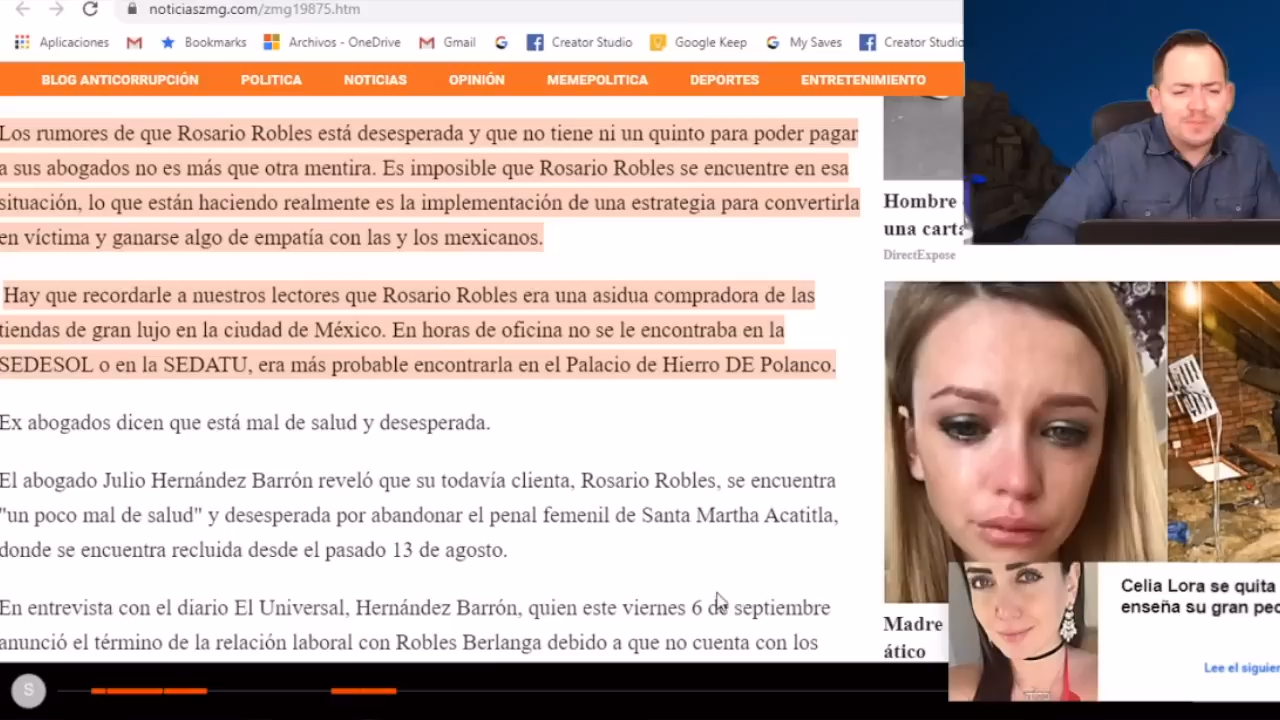 noticiaszmg.com/zmg19875.htm
Aplicaciones
Bookmarks
Archivos - OneDrive
Gmail
Creator Studio
Google Keep
My Saves
Creator Studio
BLOG ANTICORRUPCIÓN
POLITICA
NOTICIAS
OPINIÓN
MEMEPOLITICA
DEPORTES
ENTRETENIMIENTO
Los rumores de que Rosario Robles está desesperada y que no tiene ni un quinto para poder pagar
a sus abogados no es más que otra mentira. Es imposible que Rosario Robles se encuentre en esa
situación, lo que están haciendo realmente es la implementación de una estrategia para convertirla
en víctima y ganarse algo de empatía con las y los mexicanos.
Hay que recordarle a nuestros lectores que Rosario Robles era una asidua compradora de las
tiendas de gran lujo en la ciudad de México. En horas de oficina no se le encontraba en la
SEDESOL o en la SEDATU, era más probable encontrarla en el Palacio de Hierro DE Polanco.
Ex abogados dicen que está mal de salud y desesperada.
El abogado Julio Hernández Barrón reveló que su todavía clienta, Rosario Robles, se encuentra
"un poco mal de salud" y desesperada por abandonar el penal femenil de Santa Martha Acatitla,
donde se encuentra recluida desde el pasado 13 de agosto.
En entrevista con el diario El Universal, Hernández Barrón, quien este viernes 6 de septiembre
anunció el término de la relación laboral con Robles Berlanga debido a que no cuenta con los
Hombre
una carta
DirectExpose
Madre
ático
Celia Lora se quita
enseña su gran
Lee el
S